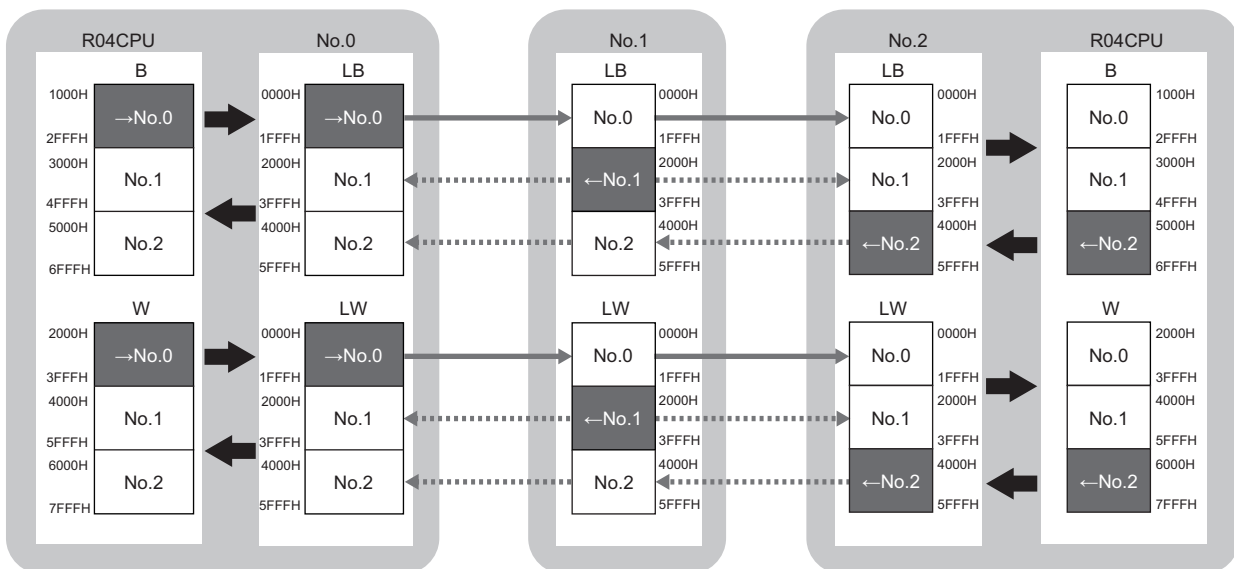 R04CPU No.0 No.1 No.2 R04CPU
B LB LB LB B
1000H →No.0 0000H →No.0 No.0 0000H No.0 0000H No.0 1000H
2FFFH 1FFFH 1FFFH 1FFFH 2FFFH
3000H No.1 2000H No.1 ←No.1 2000H No.1 2000H No.1 3000H
4FFFH 3FFFH 3FFFH 3FFFH 4FFFH
5000H No.2 4000H No.2 No.2 4000H ←No.2 4000H ←No.2 5000H
6FFFH 5FFFH 5FFFH 5FFFH 6FFFH
W LW LW LW W
2000H →No.0 0000H →No.0 No.0 0000H No.0 0000H No.0 2000H
3FFFH 1FFFH 1FFFH 1FFFH 3FFFH
4000H No.1 2000H No.1 ←No.1 2000H No.1 2000H No.1 4000H
5FFFH 3FFFH 3FFFH 3FFFH 5FFFH
6000H No.2 4000H No.2 No.2 4000H ←No.2 4000H ←No.2 6000H
7FFFH 5FFFH 5FFFH 5FFFH 7FFFH